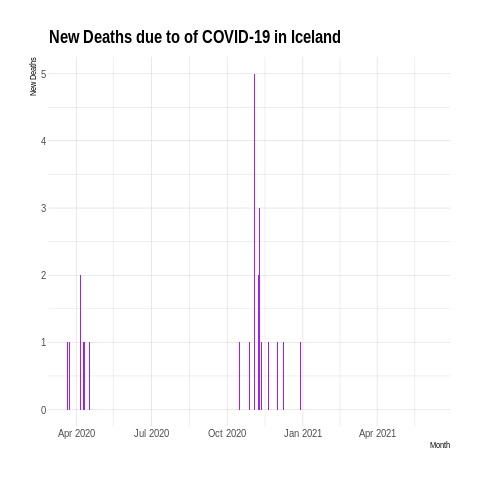 New Deaths due to of COVID-19 in Iceland
New Deaths
5
4
3
2
1
0
Apr 2020 Jul 2020 Oct 2020 Jan 2021 Apr 2021
Month